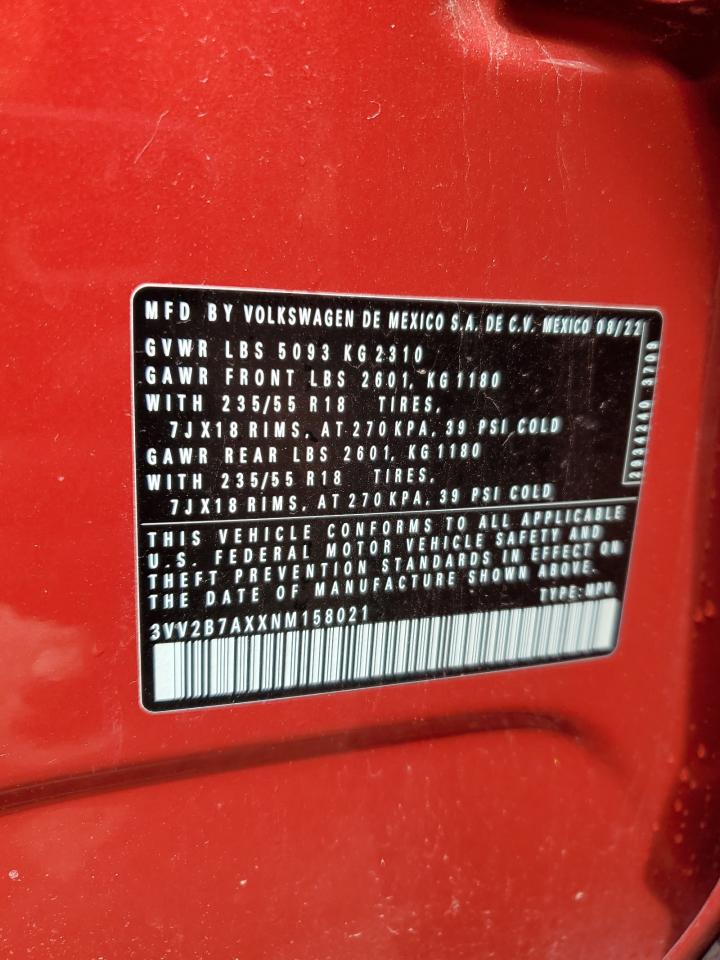 MFD BY VOLKSWAGEN DE MEXICO S.A. DE C.V. MEXICO 08/22
GVWR LBS 5093 KG 2310
GAWR FRONT LBS 2601, KG 1180
WITH 235/55 R18 TIRES,
7JX18 RIMS, AT 270 KPA, 39 PSI COLD
GAWR REAR LBS 2601, KG 1180
WITH 235/55 R18 TIRES,
7JX18 RIMS, AT 270 KPA, 39 PSI COLD
THIS VEHICLE CONFORMS TO ALL APPLICABLE
U.S. FEDERAL MOTOR VEHICLE SAFETY AND
THEFT PREVENTION STANDARDS IN EFFECT ON
THE DATE OF MANUFACTURE SHOWN ABOVE.
TYPE: MPV
3VV2B7AXXNM158021